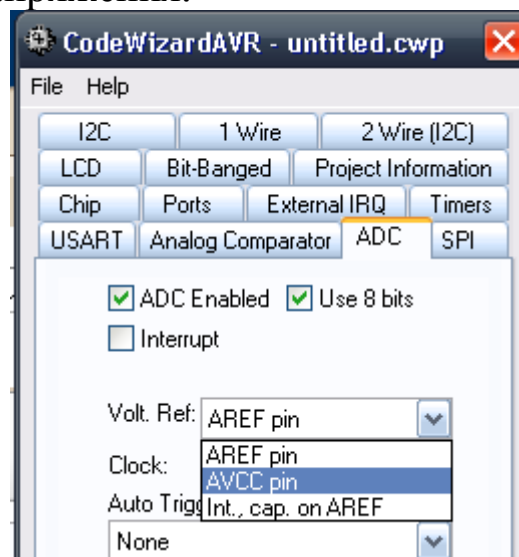 CodeWizardAVR - untitled.cwp
File Help
I2C 1 Wire 2 Wire (I2C)
LCD Bit-Banged Project Information
Chip Ports External IRQ Timers
USART Analog Comparator ADC SPI
ADC Enabled Use 8 bits
Interrupt
Volt. Ref: AREF pin
AREF pin
Clock:
AVCC pin
Auto Trigg
Int., cap. on AREF
None